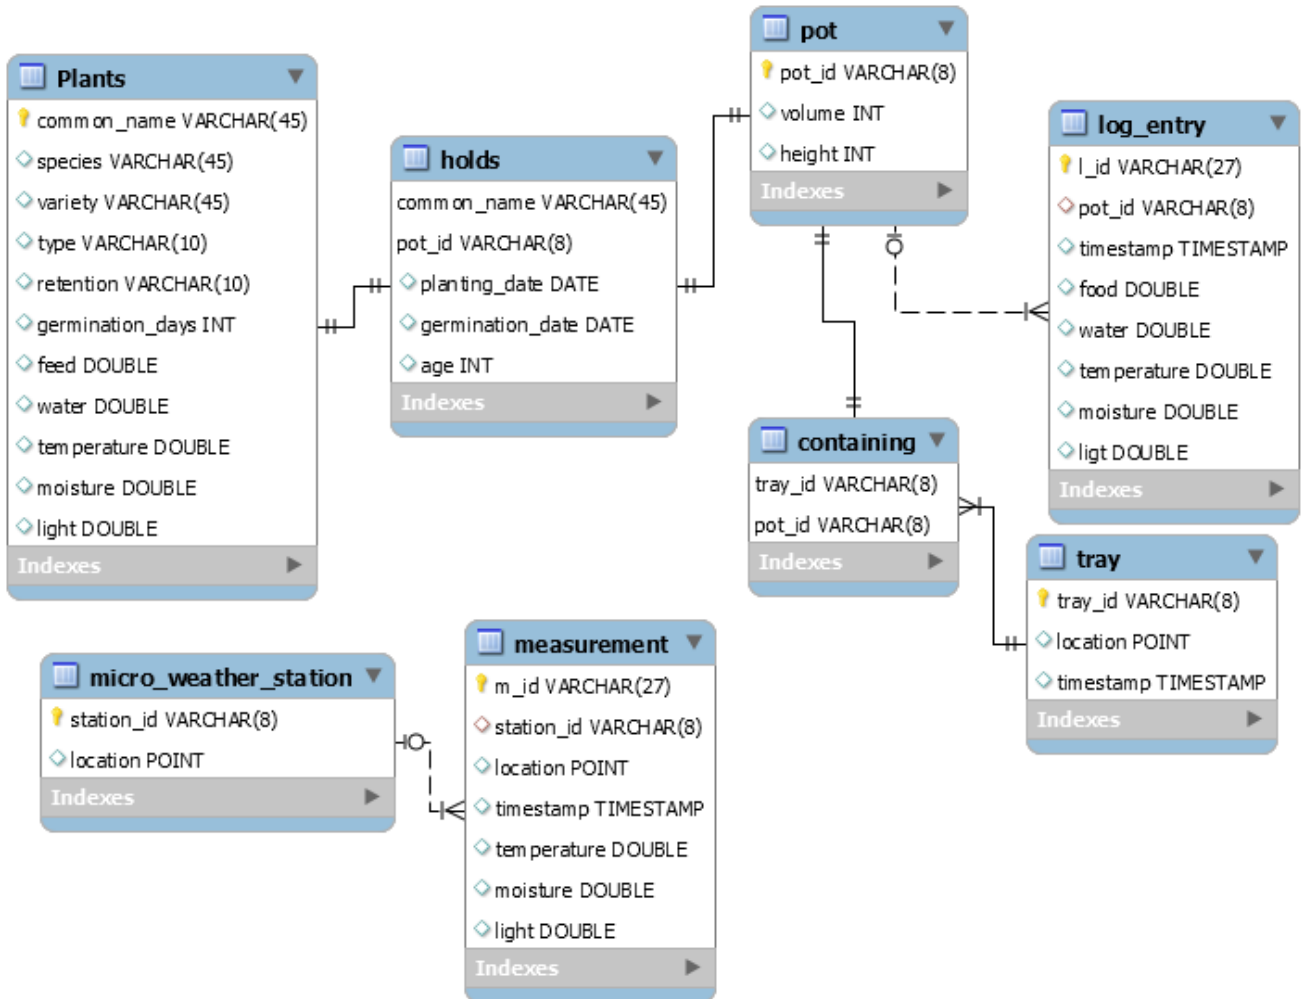 Plants
common_name VARCHAR(45)
species VARCHAR(45)
variety VARCHAR(45)
type VARCHAR(10)
retention VARCHAR(10)
germination_days INT
feed DOUBLE
water DOUBLE
temperature DOUBLE
moisture DOUBLE
light DOUBLE
Indexes
holds
common_name VARCHAR(45)
pot_id VARCHAR(8)
planting_date DATE
germination_date DATE
age INT
Indexes
pot
pot_id VARCHAR(8)
volume INT
height INT
Indexes
log_entry
l_id VARCHAR(27)
pot_id VARCHAR(8)
timestamp TIMESTAMP
food DOUBLE
water DOUBLE
temperature DOUBLE
moisture DOUBLE
ligt DOUBLE
Indexes
containing
tray_id VARCHAR(8)
pot_id VARCHAR(8)
Indexes
tray
tray_id VARCHAR(8)
location POINT
timestamp TIMESTAMP
Indexes
micro_weather_station
station_id VARCHAR(8)
location POINT
Indexes
measurement
m_id VARCHAR(27)
station_id VARCHAR(8)
location POINT
timestamp TIMESTAMP
temperature DOUBLE
moisture DOUBLE
light DOUBLE
Indexes